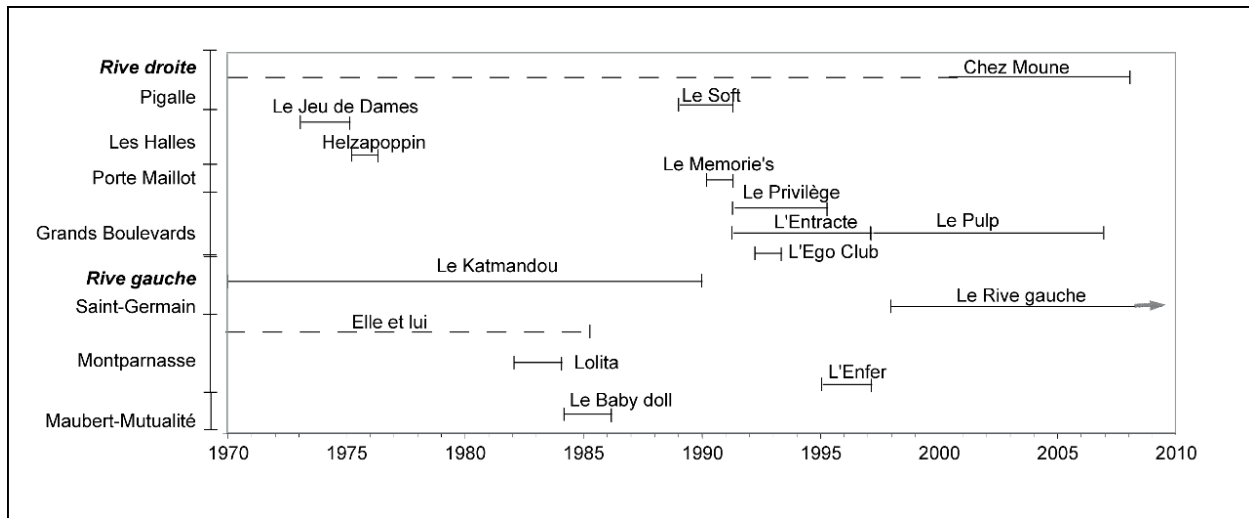 Rive droite
Chez Moune
Pigalle
Le Soft
Le Jeu de Dames
Les Halles
Helzapoppin
Porte Maillot
Le Memorie's
Le Privilège
Grands Boulevards
L'Entracte
Le Pulp
L'Ego Club
Rive gauche
Le Katmandou
Saint-Germain
Le Rive gauche
Elle et lui
Montparnasse
Lolita
L'Enfer
Le Baby doll
Maubert-Mutualité
1970 1975 1980 1985 1990 1995 2000 2005 2010